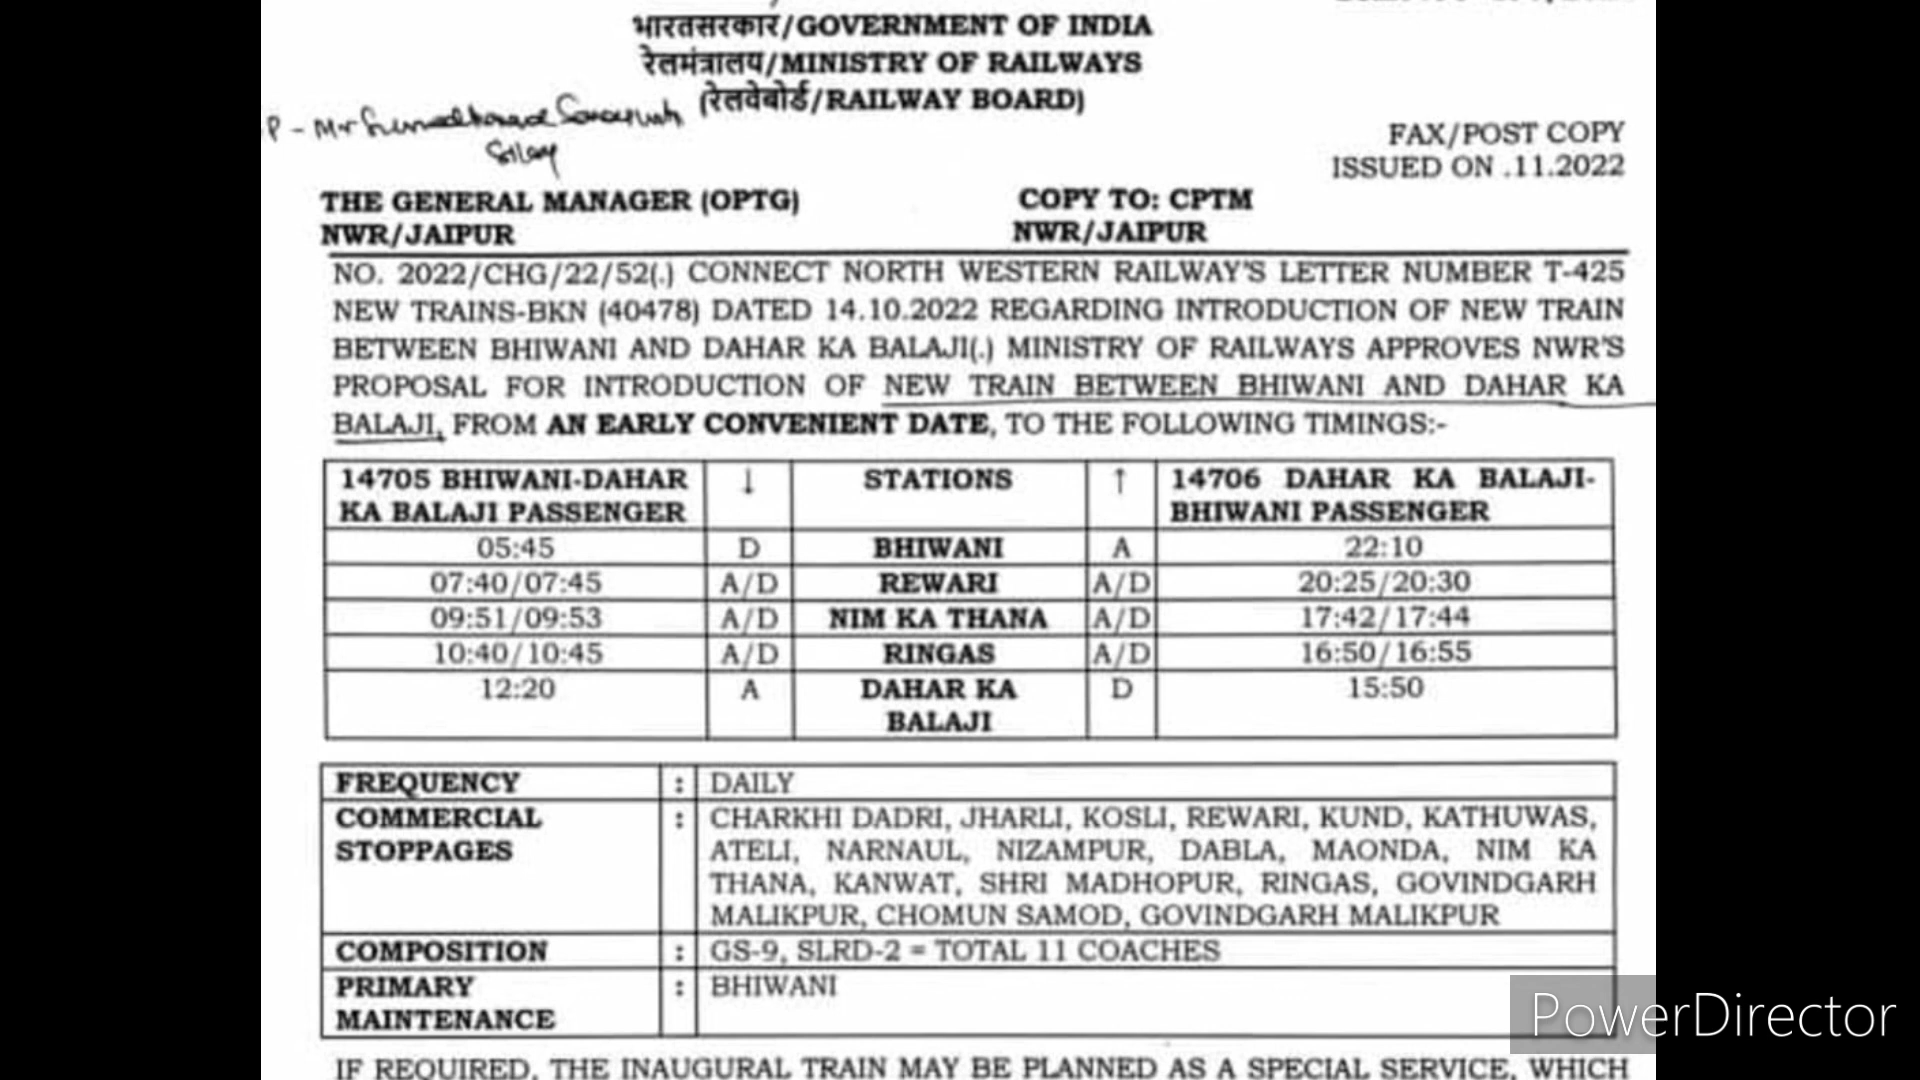 भारतसरकार/GOVERNMENT OF INDIA
रेलमंत्रालय/MINISTRY OF RAILWAYS
(रेलवेबोर्ड/RAILWAY BOARD)
FAX/POST COPY
ISSUED ON .11.2022
THE GENERAL MANAGER (OPTG) COPY TO: CPTM
NWR/JAIPUR NWR/JAIPUR
NO. 2022/CHG/22/52(.) CONNECT NORTH WESTERN RAILWAY'S LETTER NUMBER T-425
NEW TRAINS-BKN (40478) DATED 14.10.2022 REGARDING INTRODUCTION OF NEW TRAIN
BETWEEN BHIWANI AND DAHAR KA BALAJI(.) MINISTRY OF RAILWAYS APPROVES NWR'S
PROPOSAL FOR INTRODUCTION OF NEW TRAIN BETWEEN BHIWANI AND DAHAR KA
BALAJI, FROM AN EARLY CONVENIENT DATE, TO THE FOLLOWING TIMINGS:-
14705 BHIWANI-DAHAR ↓ STATIONS ↑ 14706 DAHAR KA BALAJI-
KA BALAJI PASSENGER BHIWANI PASSENGER
05:45 D BHIWANI A 22:10
07:40/07:45 A/D REWARI A/D 20:25/20:30
09:51/09:53 A/D NIM KA THANA A/D 17:42/17:44
10:40/10:45 A/D RINGAS A/D 16:50/16:55
12:20 A DAHAR KA D 15:50
BALAJI
FREQUENCY : DAILY
COMMERCIAL : CHARKHI DADRI, JHARLI, KOSLI, REWARI, KUND, KATHUWAS,
STOPPAGES ATELI, NARNAUL, NIZAMPUR, DABLA, MAONDA, NIM KA
THANA, KANWAT, SHRI MADHOPUR, RINGAS, GOVINDGARH
MALIKPUR, CHOMUN SAMOD, GOVINDGARH MALIKPUR
COMPOSITION : GS-9, SLRD-2 = TOTAL 11 COACHES
PRIMARY : BHIWANI
MAINTENANCE
PowerDirector
IF REQUIRED, THE INAUGURAL TRAIN MAY BE PLANNED AS A SPECIAL SERVICE, WHICH